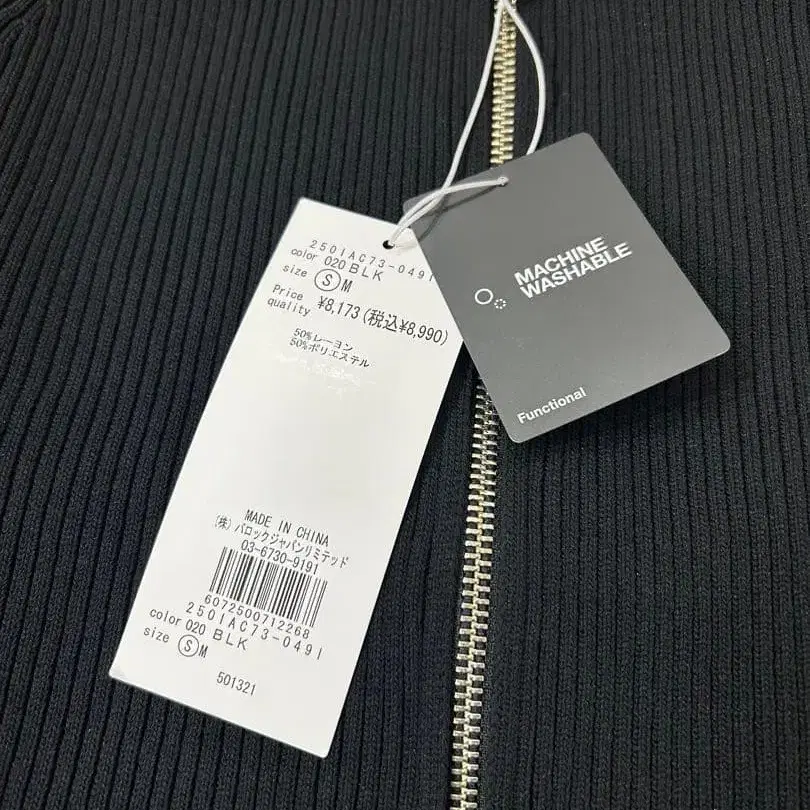 250IAC73-0491
color 020 BLK
size S M
Price ¥8,173(税込¥8,990)
quality
50%レーヨン
50%ポリエステル
MADE IN CHINA
(株)バロックジャパンリミテッド
03-6730-9191
6072500712268
250IAC73-0491
color 020 BLK
size S M
501321
MACHINE
WASHABLE
Functional